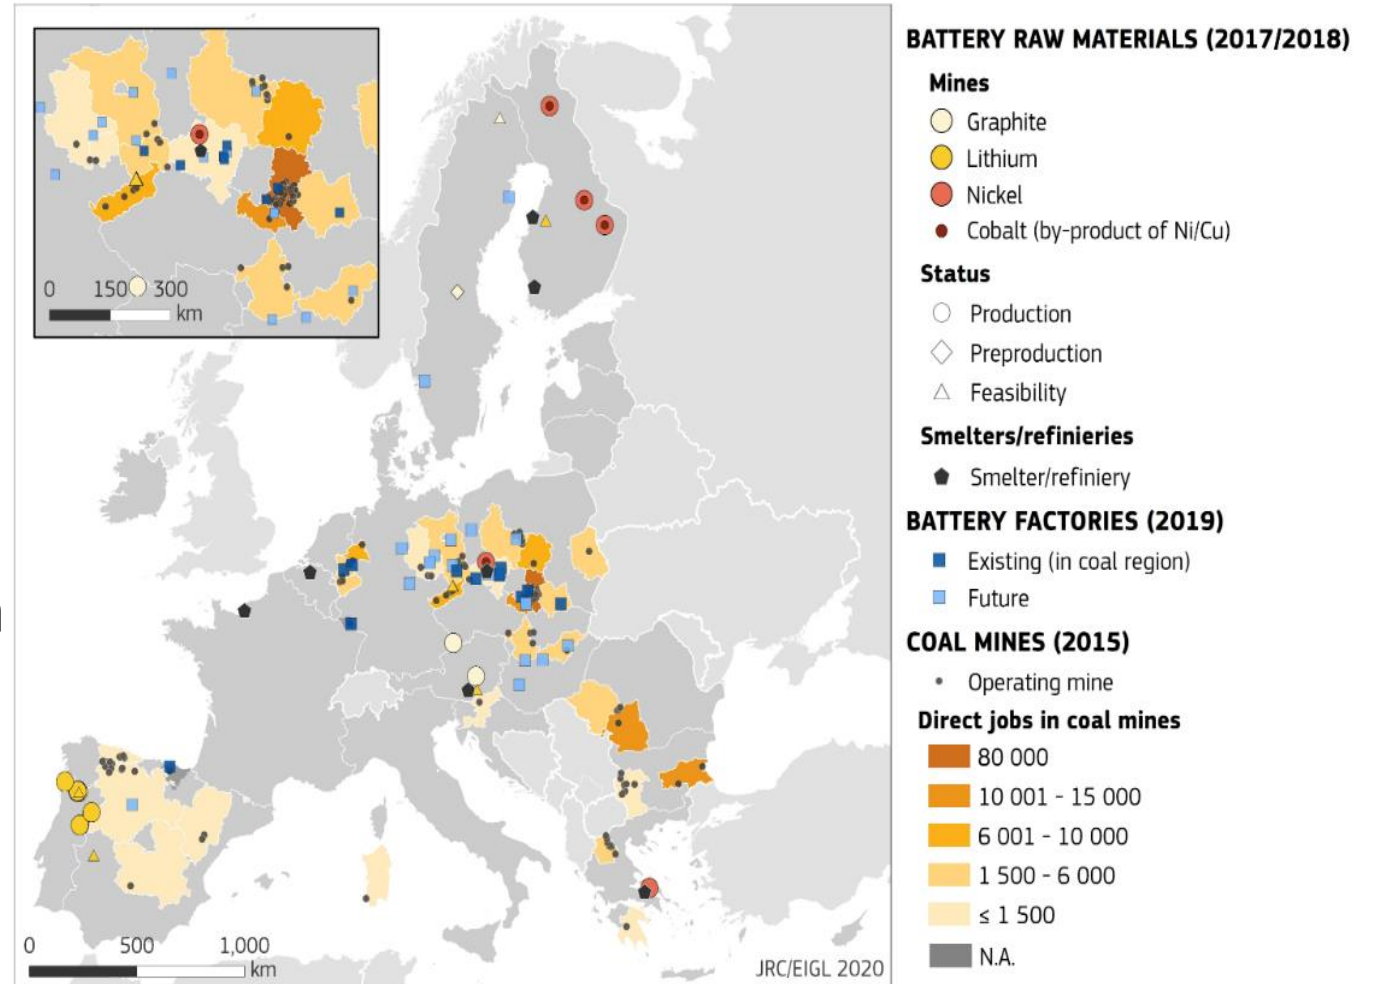 BATTERY RAW MATERIALS (2017/2018)
Mines
Graphite
Lithium
Nickel
Cobalt (by-product of Ni/Cu)
Status
Production
Preproduction
Feasibility
Smelters/refinieries
Smelter/refiniery
BATTERY FACTORIES (2019)
Existing (in coal region)
Future
COAL MINES (2015)
Operating mine
Direct jobs in coal mines
80 000
10 001 - 15 000
6 001 - 10 000
1 500 - 6 000
≤ 1 500
N.A.
0 150 300
km
0 500 1,000
km
JRC/EIGL 2020